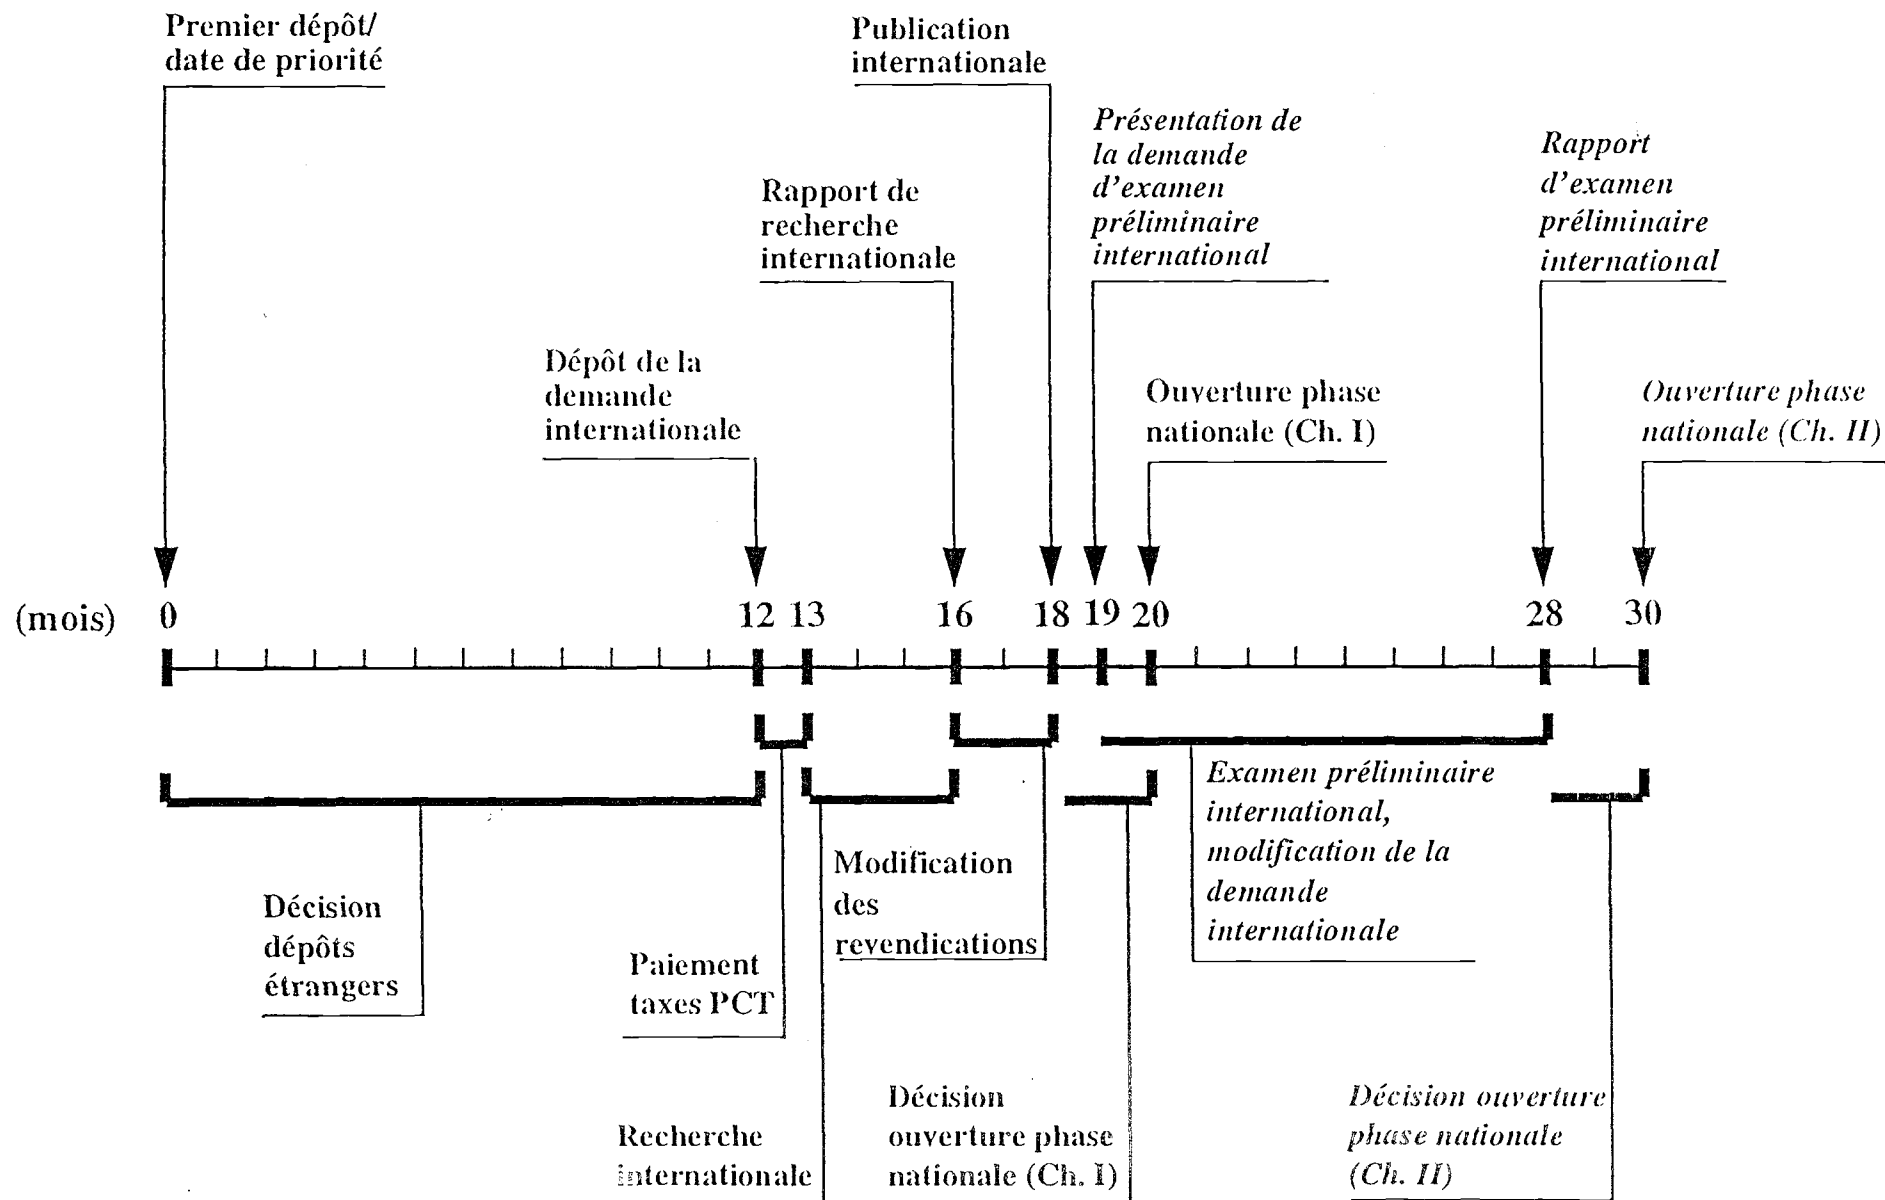 Premier dépôt/
date de priorité
Publication
internationale
Présentation de
la demande
d'examen
préliminaire
international
Rapport
d'examen
préliminaire
international
Rapport de
recherche
internationale
Dépôt de la
demande
internationale
Ouverture phase
nationale (Ch. I)
Ouverture phase
nationale (Ch. II)
(mois) 0 12 13 16 18 19 20 28 30
Examen préliminaire
international,
modification de la
demande
internationale
Modification
des
revendications
Décision
dépôts
étrangers
Paiement
taxes PCT
Recherche
internationale
Décision
ouverture phase
nationale (Ch. I)
Décision ouverture
phase nationale
(Ch. II)